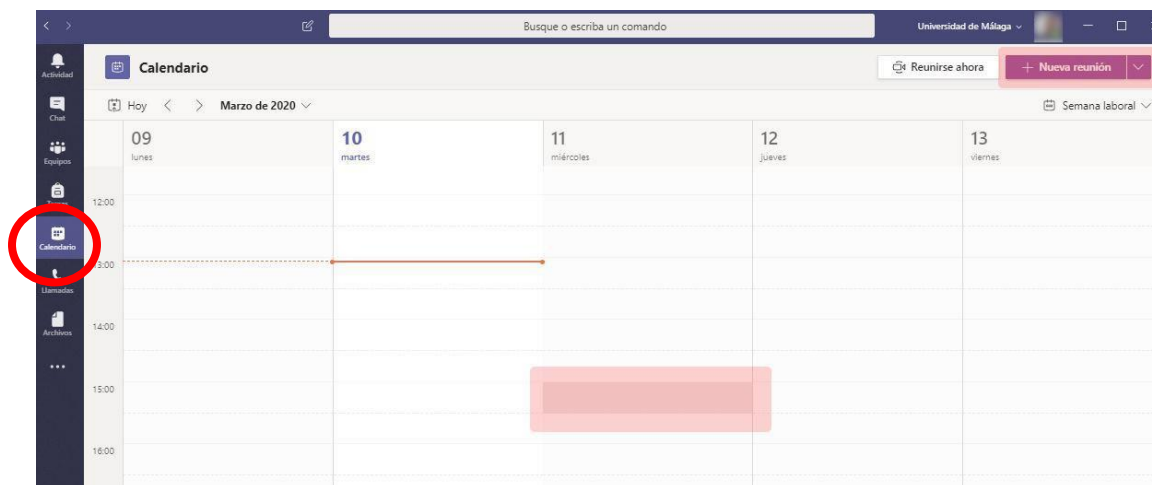 Busque o escriba un comando
Universidad de Málaga
Actividad
Calendario
Reunirse ahora
+ Nueva reunión
Chat
Hoy
Marzo de 2020
Semana laboral
Equipos
09
lunes
10
martes
11
miércoles
12
jueves
13
viernes
12:00
Calendario
13:00
Llamadas
14:00
Archivos
...
15:00
16:00